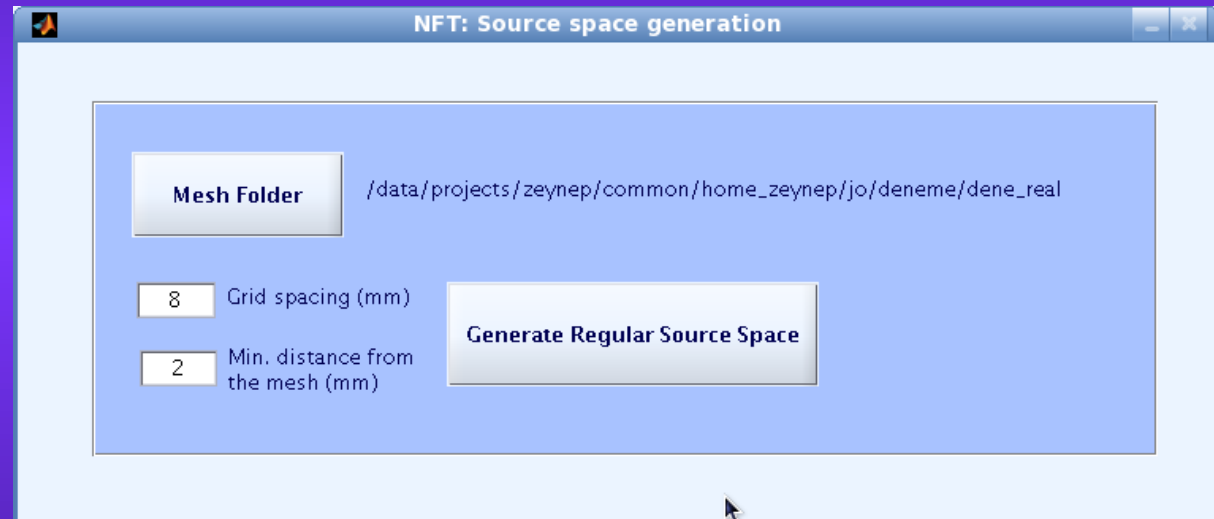 NFT: Source space generation
Mesh Folder
/data/projects/zeynep/common/home_zeynep/jo/deneme/dene_real
8
Grid spacing (mm)
Generate Regular Source Space
2
Min. distance from
the mesh (mm)